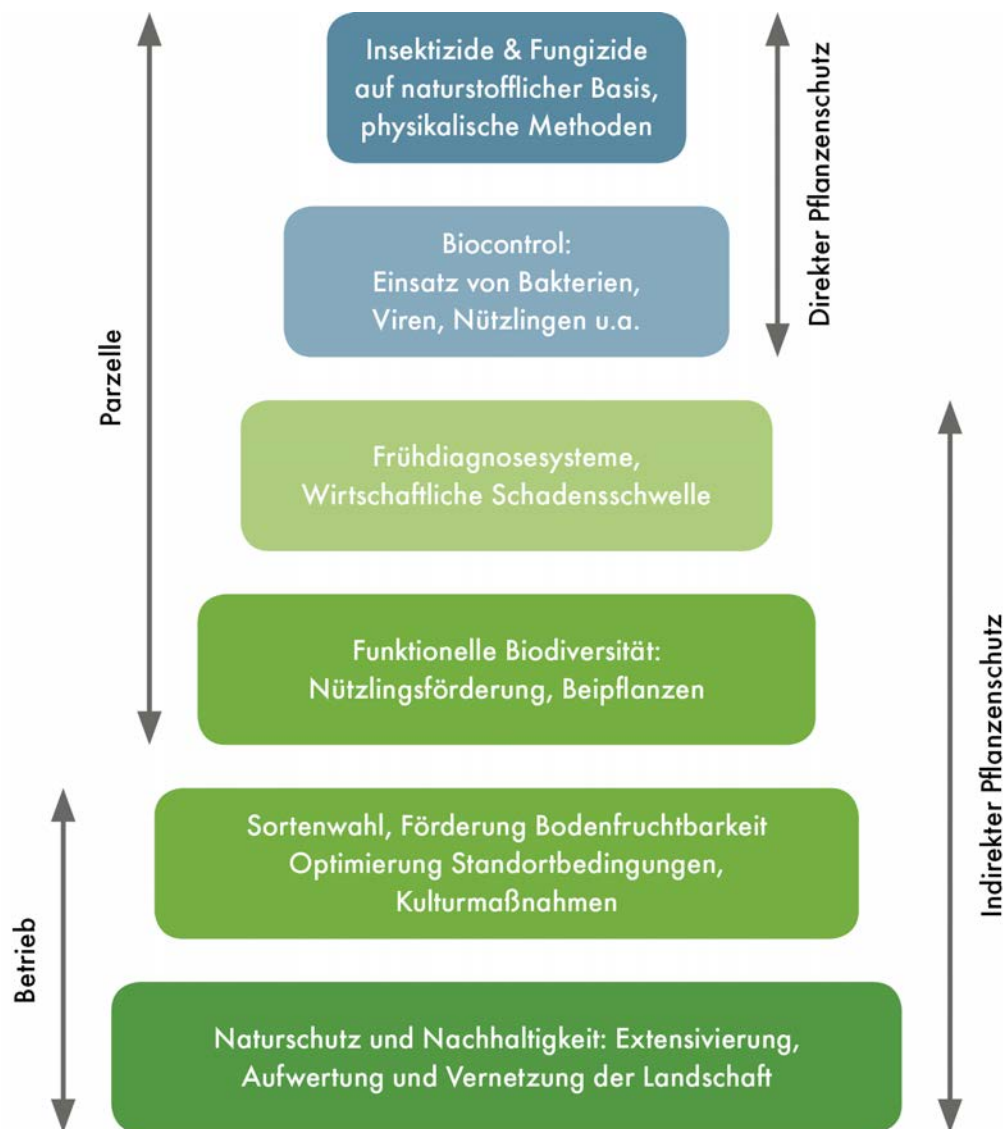 Insektizide & Fungizide
auf naturstofflicher Basis,
physikalische Methoden
Direkter Pflanzenschutz
Biocontrol:
Einsatz von Bakterien,
Viren, Nützlingen u.a.
Parzelle
Frühdiagnosesysteme,
Wirtschaftliche Schadensschwelle
Funktionelle Biodiversität:
Nützlingsförderung, Beipflanzen
Indirekter Pflanzenschutz
Sortenwahl, Förderung Bodenfruchtbarkeit
Optimierung Standortbedingungen,
Kulturmaßnahmen
Betrieb
Naturschutz und Nachhaltigkeit: Extensivierung,
Aufwertung und Vernetzung der Landschaft